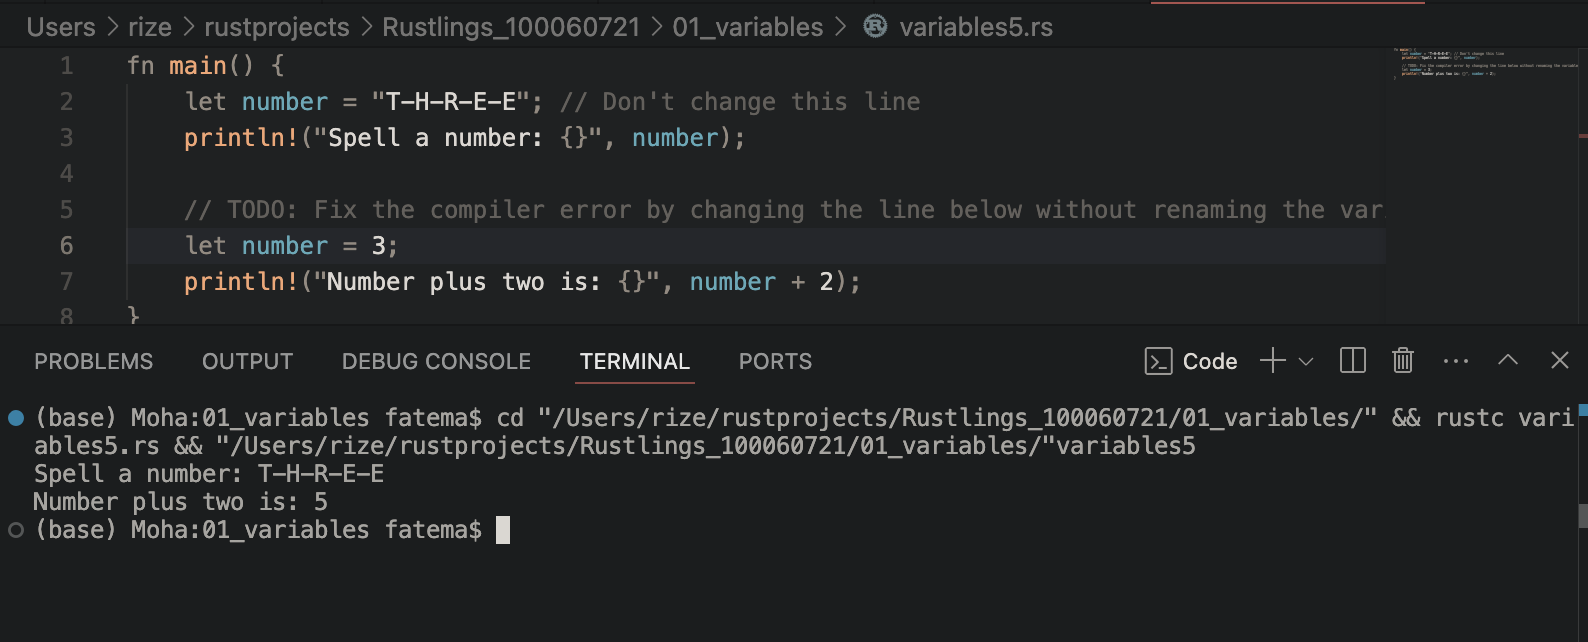 Users > rize > rustprojects > Rustlings_100060721 > 01_variables > variables5.rs
1 fn main() {
2 let number = "T-H-R-E-E"; // Don't change this line
3 println!("Spell a number: {}", number);
4
5 // TODO: Fix the compiler error by changing the line below without renaming the var
6 let number = 3;
7 println!("Number plus two is: {}", number + 2);
8 }
PROBLEMS OUTPUT DEBUG CONSOLE TERMINAL PORTS Code
(base) Moha:01_variables fatema$ cd "/Users/rize/rustprojects/Rustlings_100060721/01_variables/" && rustc vari
ables5.rs && "/Users/rize/rustprojects/Rustlings_100060721/01_variables/"variables5
Spell a number: T-H-R-E-E
Number plus two is: 5
(base) Moha:01_variables fatema$